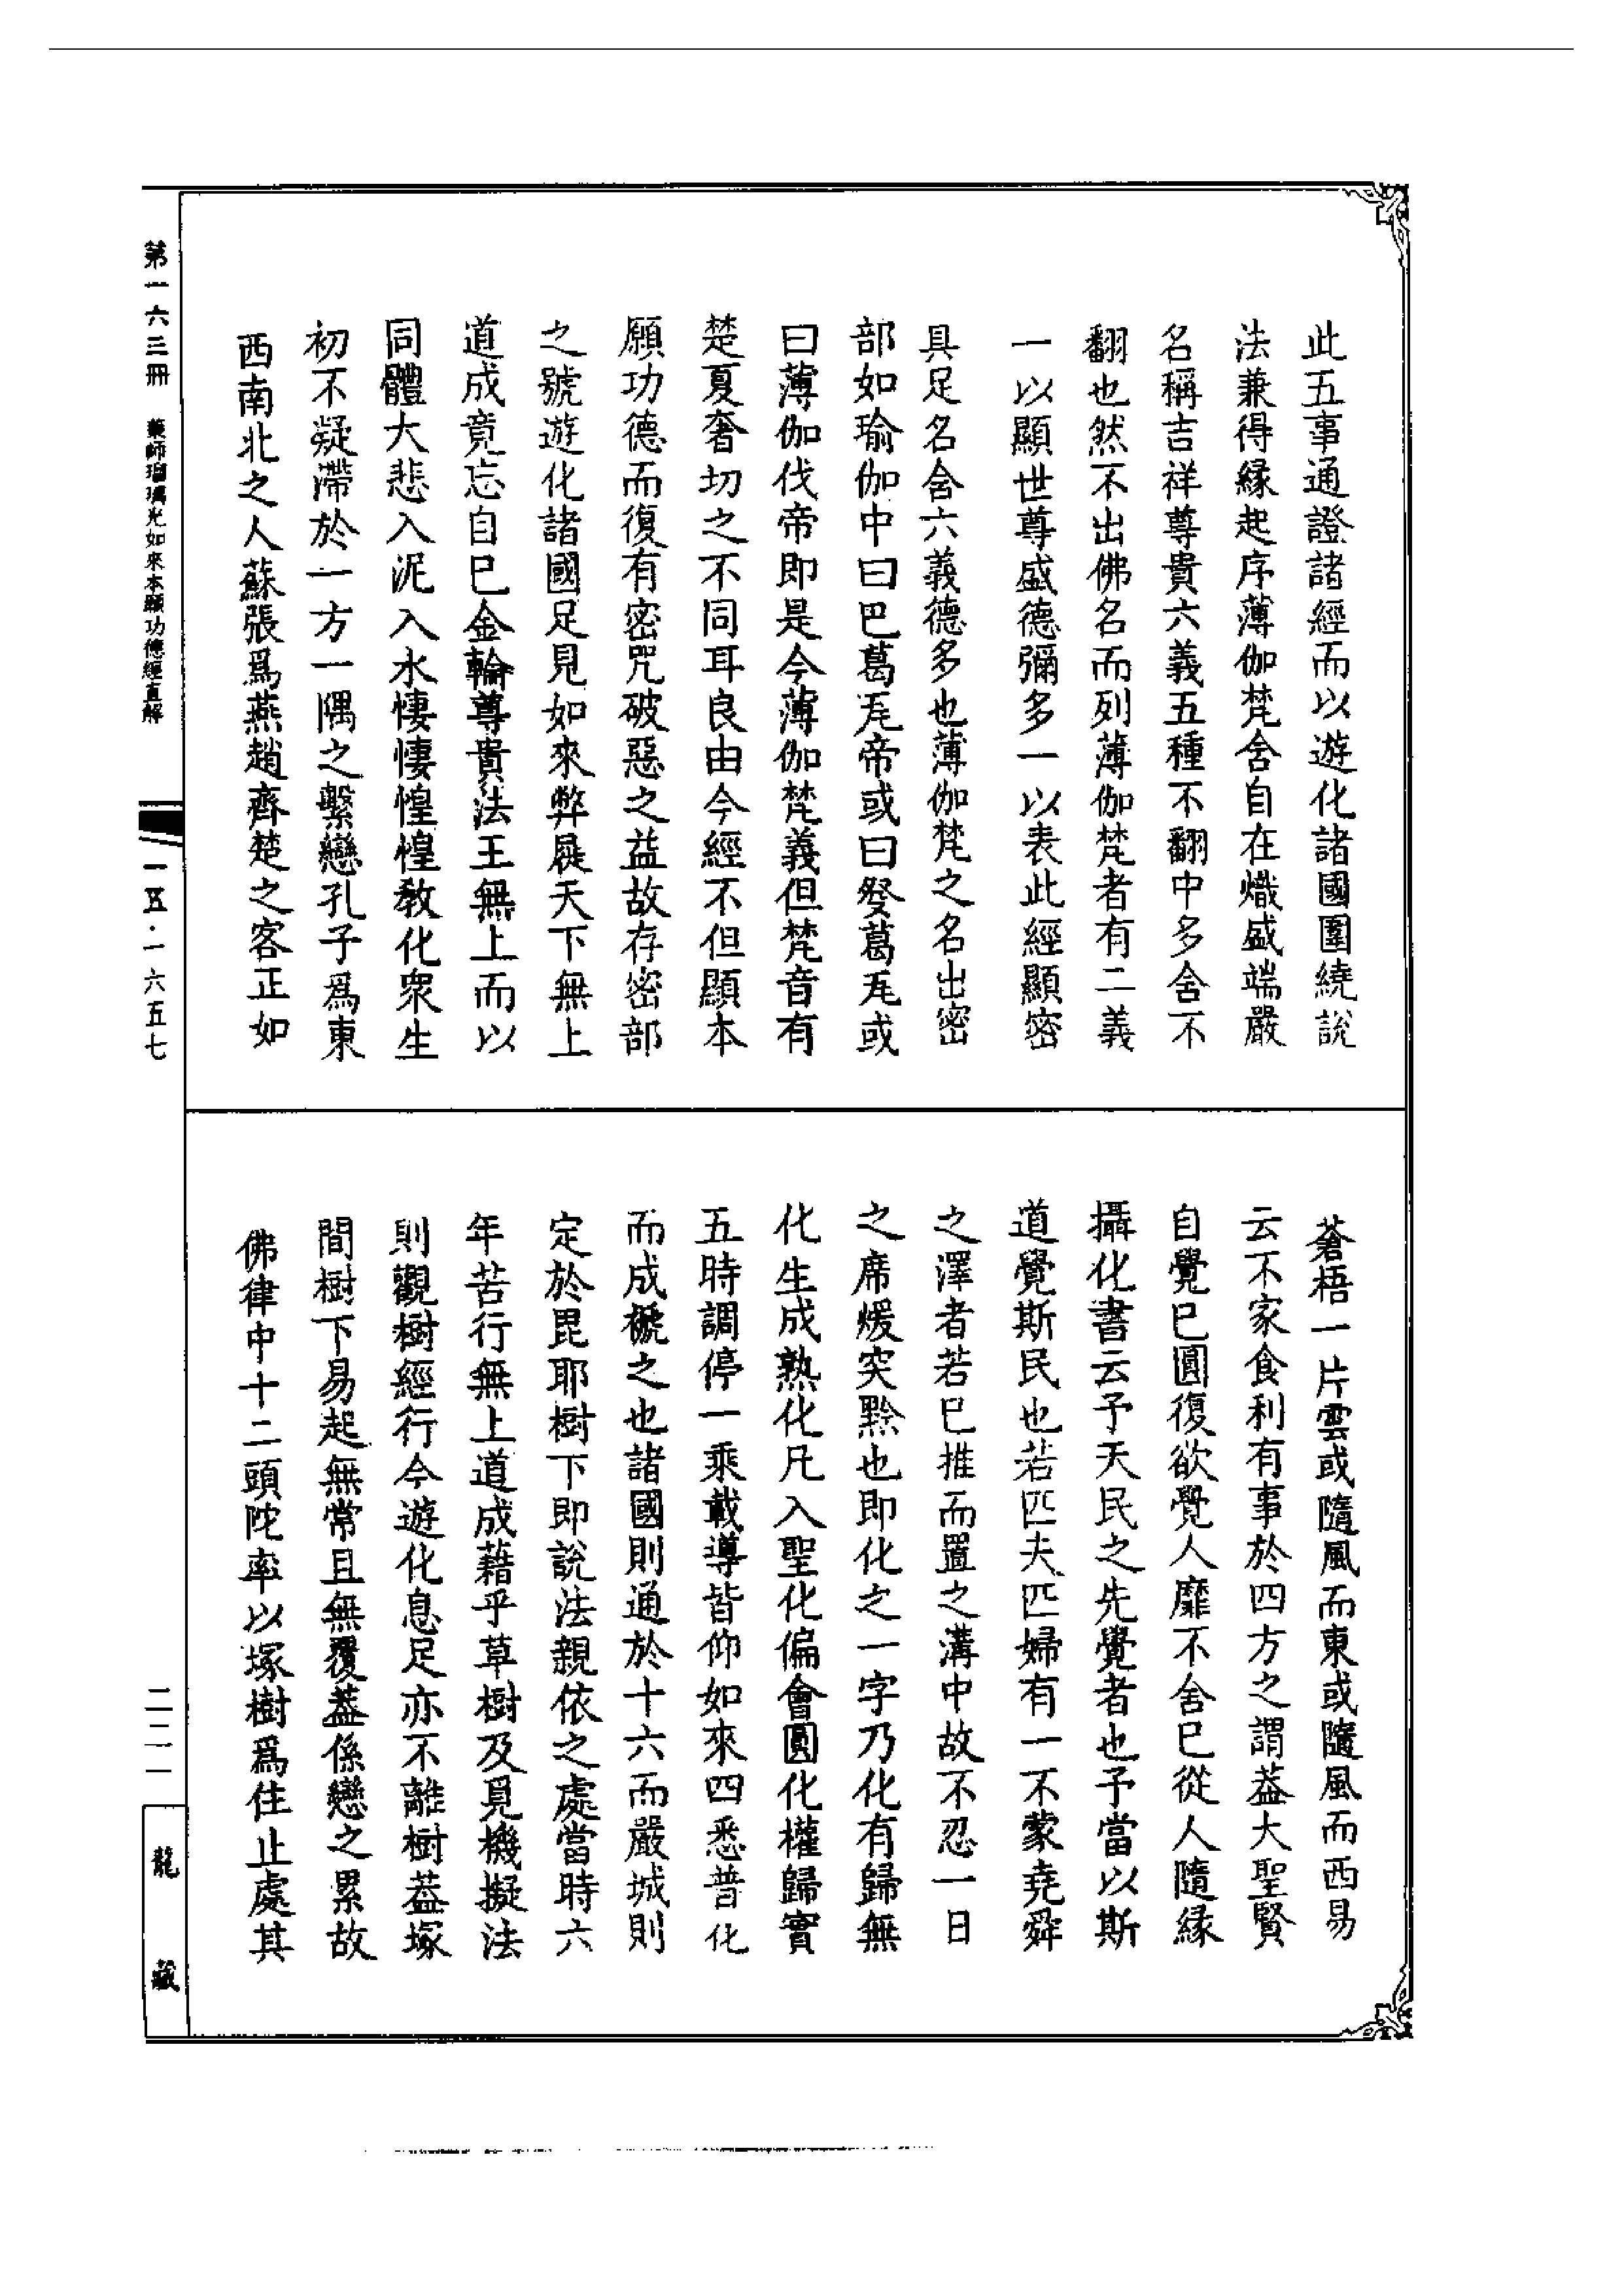 此五事通證諸經而以遊化諸國圍繞說
法兼得緣起序薄伽梵含自在熾盛端嚴
名稱吉祥尊貴六義五種不翻中多含不
翻也然不出佛名而列薄伽梵者有二義
一以顯世尊盛德彌多一以表此經顯密
具足名含六義德多也薄伽梵之名出密
部如瑜伽中曰巴葛瓦帝或曰癹葛瓦或
曰薄伽伐帝即是今薄伽梵義但梵音有
楚夏奢切之不同耳良由今經不但顯本
願功德而復有密咒破惡之益故存密部
之號遊化諸國足見如來弊屣天下無上
道成竟忘自已金輪尊貴法王無上而以
同體大悲入泥入水悽悽惶惶教化眾生
初不凝滯於一方一隅之繫戀孔子為東
西南北之人蘇張為燕趙齊楚之客正如
蒼梧一片雲或隨風而東或隨風而西易
云不家食利有事於四方之謂葢大聖賢
自覺巳圓復欲覺人靡不舍巳從人隨緣
攝化書云予天民之先覺者也予當以斯
道覺斯民也若匹夫匹婦有一不蒙堯舜
之澤者若巳推而置之溝中故不忍一日
之席煖突黔也即化之一字乃化有歸無
化生成熟化凡入聖化偏會圓化權歸實
五時調停一乘載導皆仰如來四悉普化
而成褫之也諸國則通於十六而嚴城則
定於毘耶樹下即說法親依之處當時六
年苦行無上道成藉乎草樹及覓機擬法
則觀樹經行今遊化息足亦不離樹葢塚
間樹下易起無常且無覆葢係戀之累故
佛律中十二頭陀率以塚樹為住止處其
第一六三冊　藥師瑠璃光如來本願功德經直解
一五·一六五七
二二一
龍藏